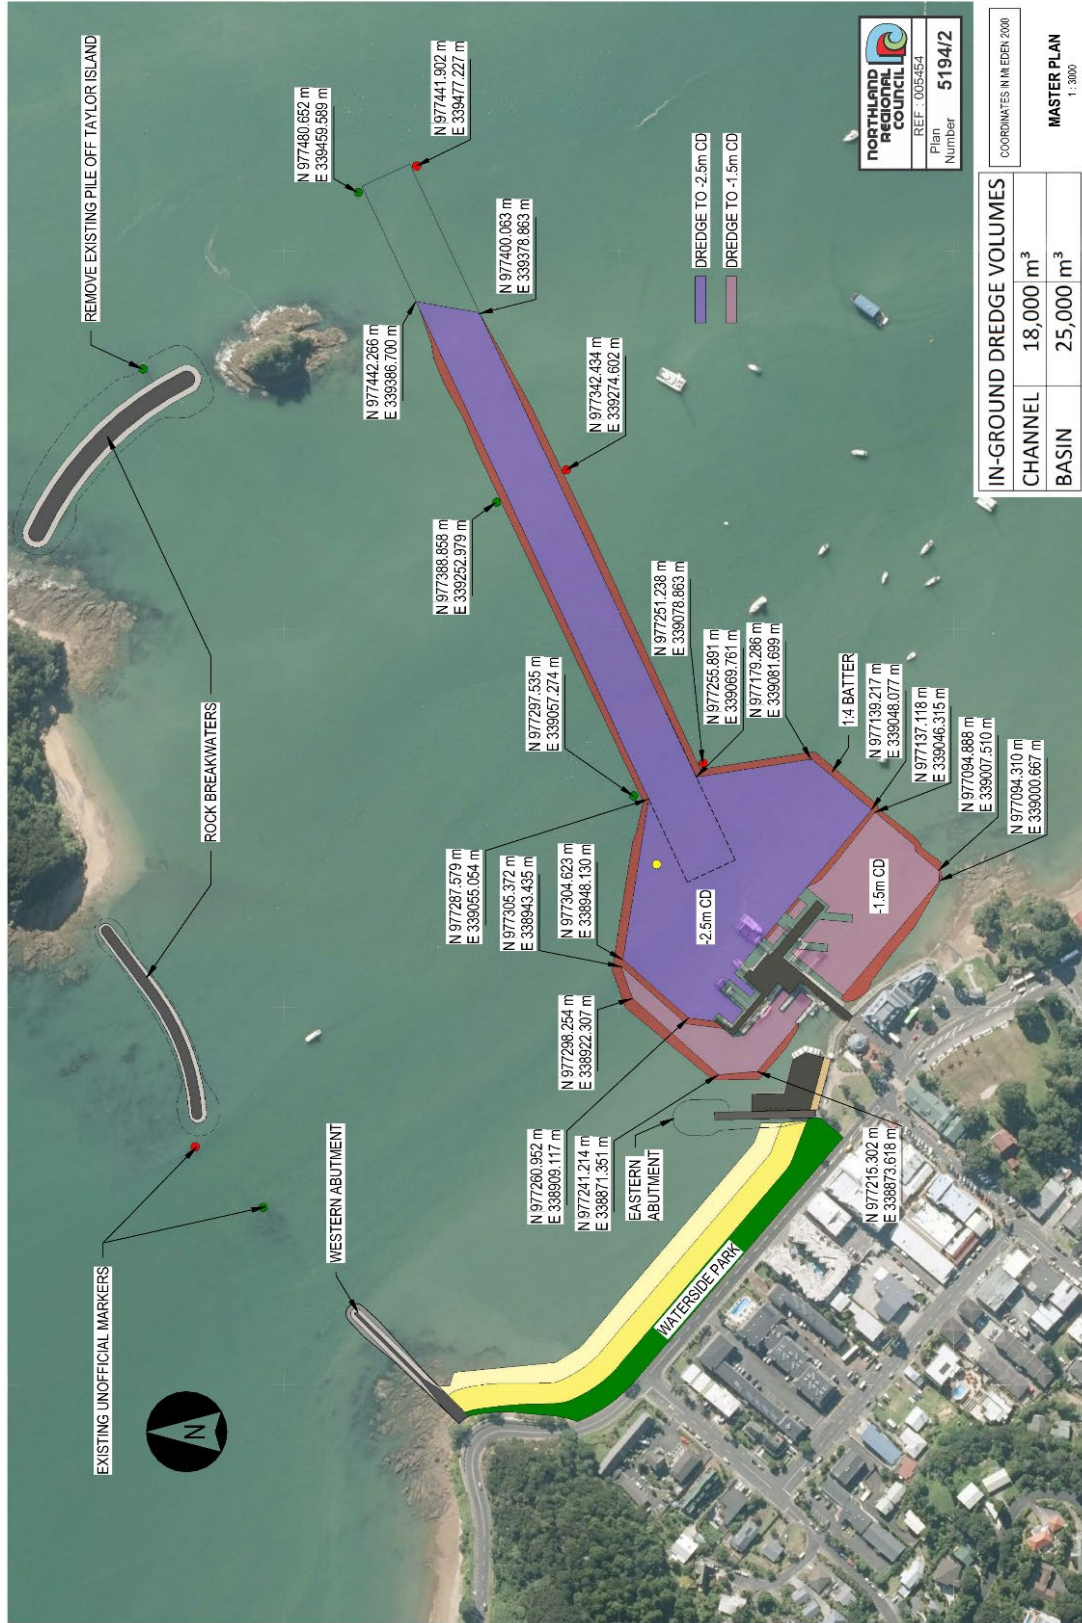 EXISTING UNOFFICIAL MARKERS
REMOVE EXISTING PILE OFF TAYLOR ISLAND
N
ROCK BREAKWATERS
WESTERN ABUTMENT
N 977480.652 m
E 339459.589 m
N 977441.902 m
E 339477.227 m
N 977442.266 m
E 339386.700 m
N 977400.063 m
E 339378.863 m
N 977388.858 m
E 339252.979 m
N 977342.434 m
E 339274.602 m
N 977287.579 m
E 339055.054 m
N 977297.535 m
E 339057.274 m
N 977305.372 m
E 338943.435 m
N 977304.623 m
E 338948.130 m
N 977298.254 m
E 338922.307 m
N 977260.952 m
E 338909.117 m
N 977241.214 m
E 338871.351 m
EASTERN
ABUTMENT
N 977251.238 m
E 339078.863 m
N 977255.891 m
E 339069.761 m
N 977179.286 m
E 339081.699 m
-2.5m CD
1:4 BATTER
WATERSIDE PARK
N 977215.302 m
E 338873.618 m
-1.5m CD
N 977139.217 m
E 339048.077 m
N 977137.118 m
E 339046.315 m
N 977094.888 m
E 339007.510 m
N 977094.310 m
E 339000.667 m
DREDGE TO -2.5m CD
DREDGE TO -1.5m CD
NORTHLAND
REGIONAL
COUNCIL
REF : 005454
Plan
Number 5194/2
IN-GROUND DREDGE VOLUMES
CHANNEL 18,000 m³
BASIN 25,000 m³
COORDINATES IN Mt EDEN 2000
MASTER PLAN
1 : 3000